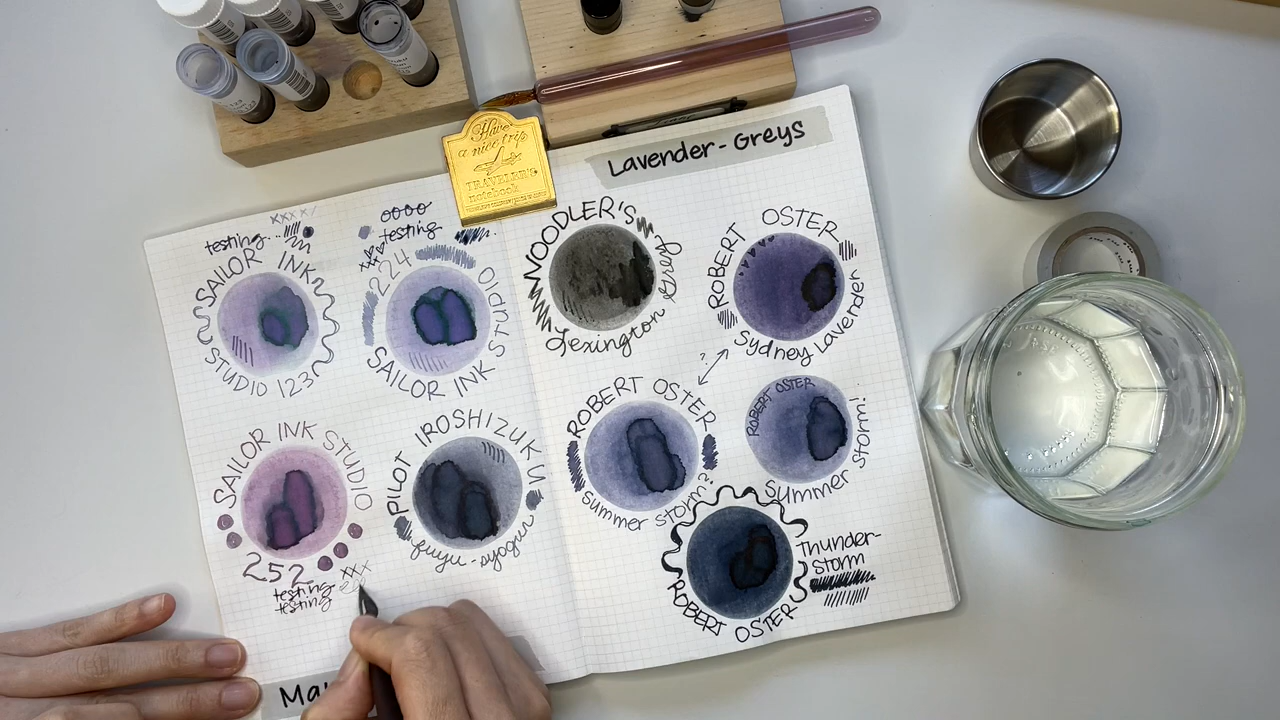 Have
a nice trip
TRAVELER'S
notebook
Lavender-Greys
xxx
testing...
SAILOR INK
STUDIO 123
oooo
testing
224
SAILOR INK STUDIO
NOODLER'S
Lexington
ROBERT OSTER
Sydney Lavender
?
SAILOR INK STUDIO
252
testing xxx
testing
PILOT IROSHIZUKU
fuyu-syogun
ROBERT OSTER
Summer storm?
ROBERT OSTER
Summer Storm!
Thunder-
Storm
ROBERT OSTER